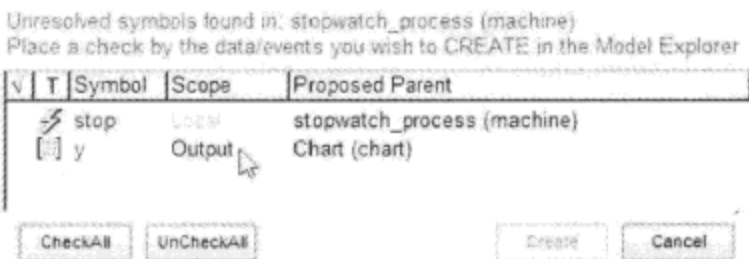 Unresolved symbols found in: stopwatch_process (machine)
Place a check by the data/events you wish to CREATE in the Model Explorer
√ T Symbol Scope Proposed Parent
stop Local stopwatch_process (machine)
y Output Chart (chart)
CheckAll UnCheckAll Create Cancel